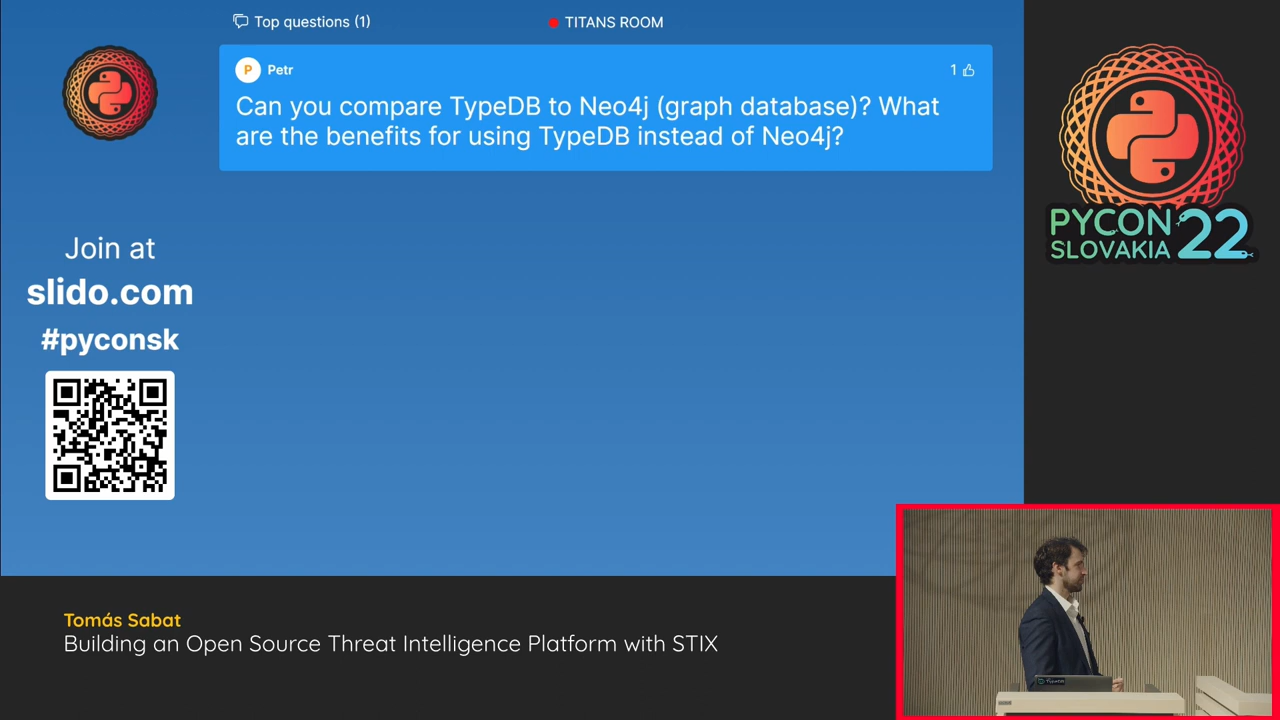 Top questions (1)
TITANS ROOM
P
Petr
1
Can you compare TypeDB to Neo4j (graph database)? What
are the benefits for using TypeDB instead of Neo4j?
Join at
slido.com
#pyconsk
PYCON
SLOVAKIA
22
Tomás Sabat
Building an Open Source Threat Intelligence Platform with STIX